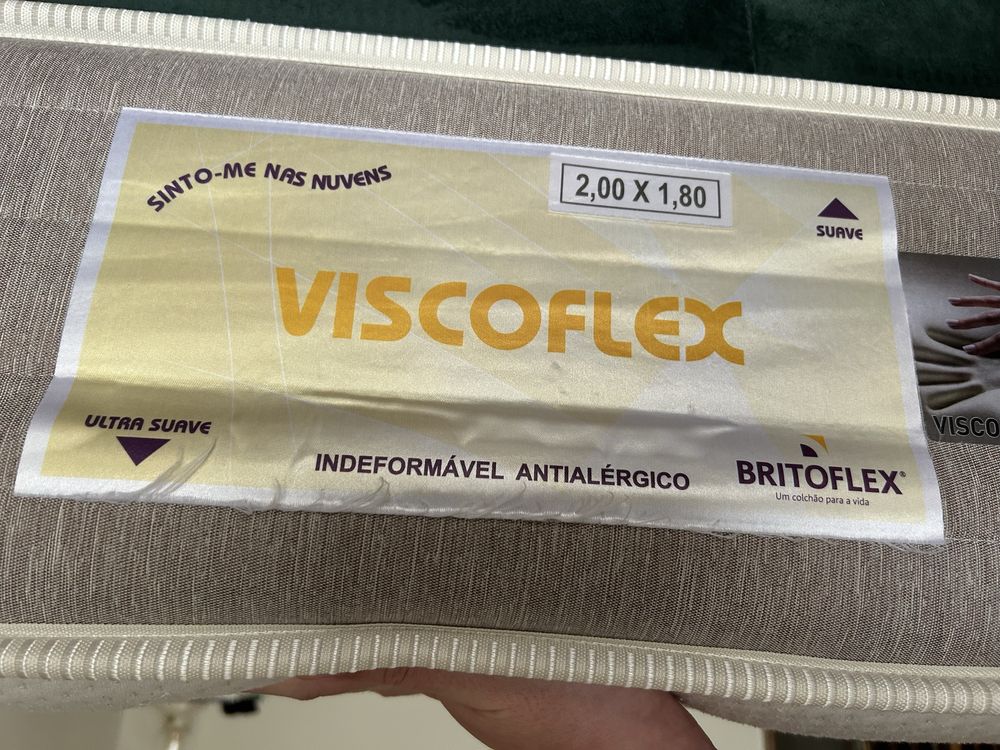 SINTO-ME NAS NUVENS
2,00 X 1,80
SUAVE
VISCOFLEX
VISCO
ULTRA SUAVE
INDEFORMÁVEL ANTIALÉRGICO
BRITOFLEX®
Um colchão para a vida